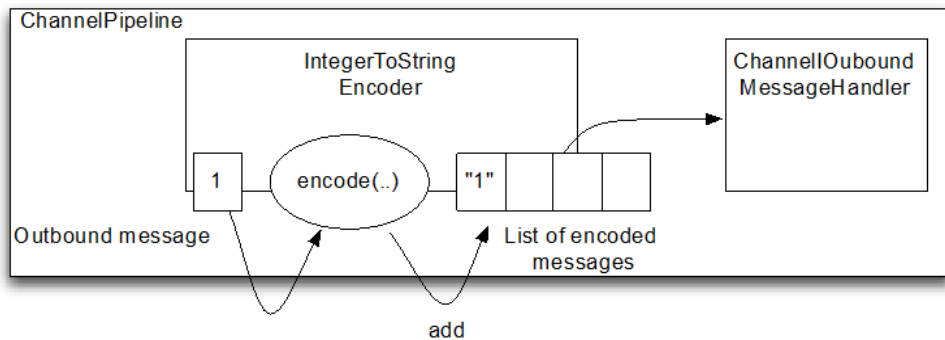 ChannelPipeline
IntegerToString
Encoder
ChannelIOubound
MessageHandler
1
encode(..)
"1"
Outbound message
List of encoded
messages
add